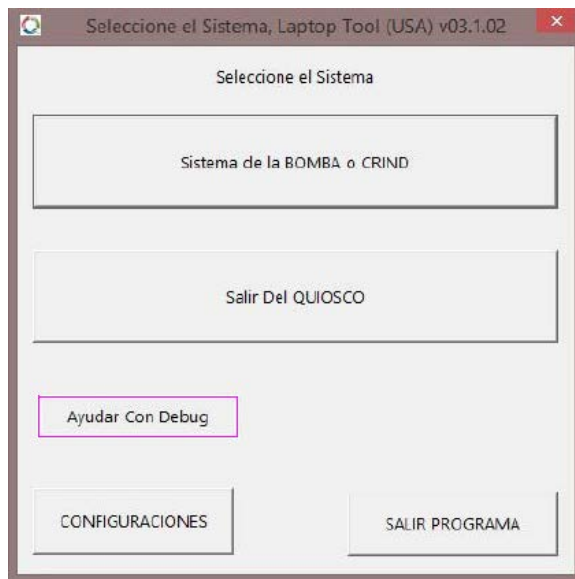 Seleccione el Sistema, Laptop Tool (USA) v03.1.02
Seleccione el Sistema
Sistema de la BOMBA o CRIND
Salir Del QUIOSCO
Ayudar Con Debug
CONFIGURACIONES
SALIR PROGRAMA